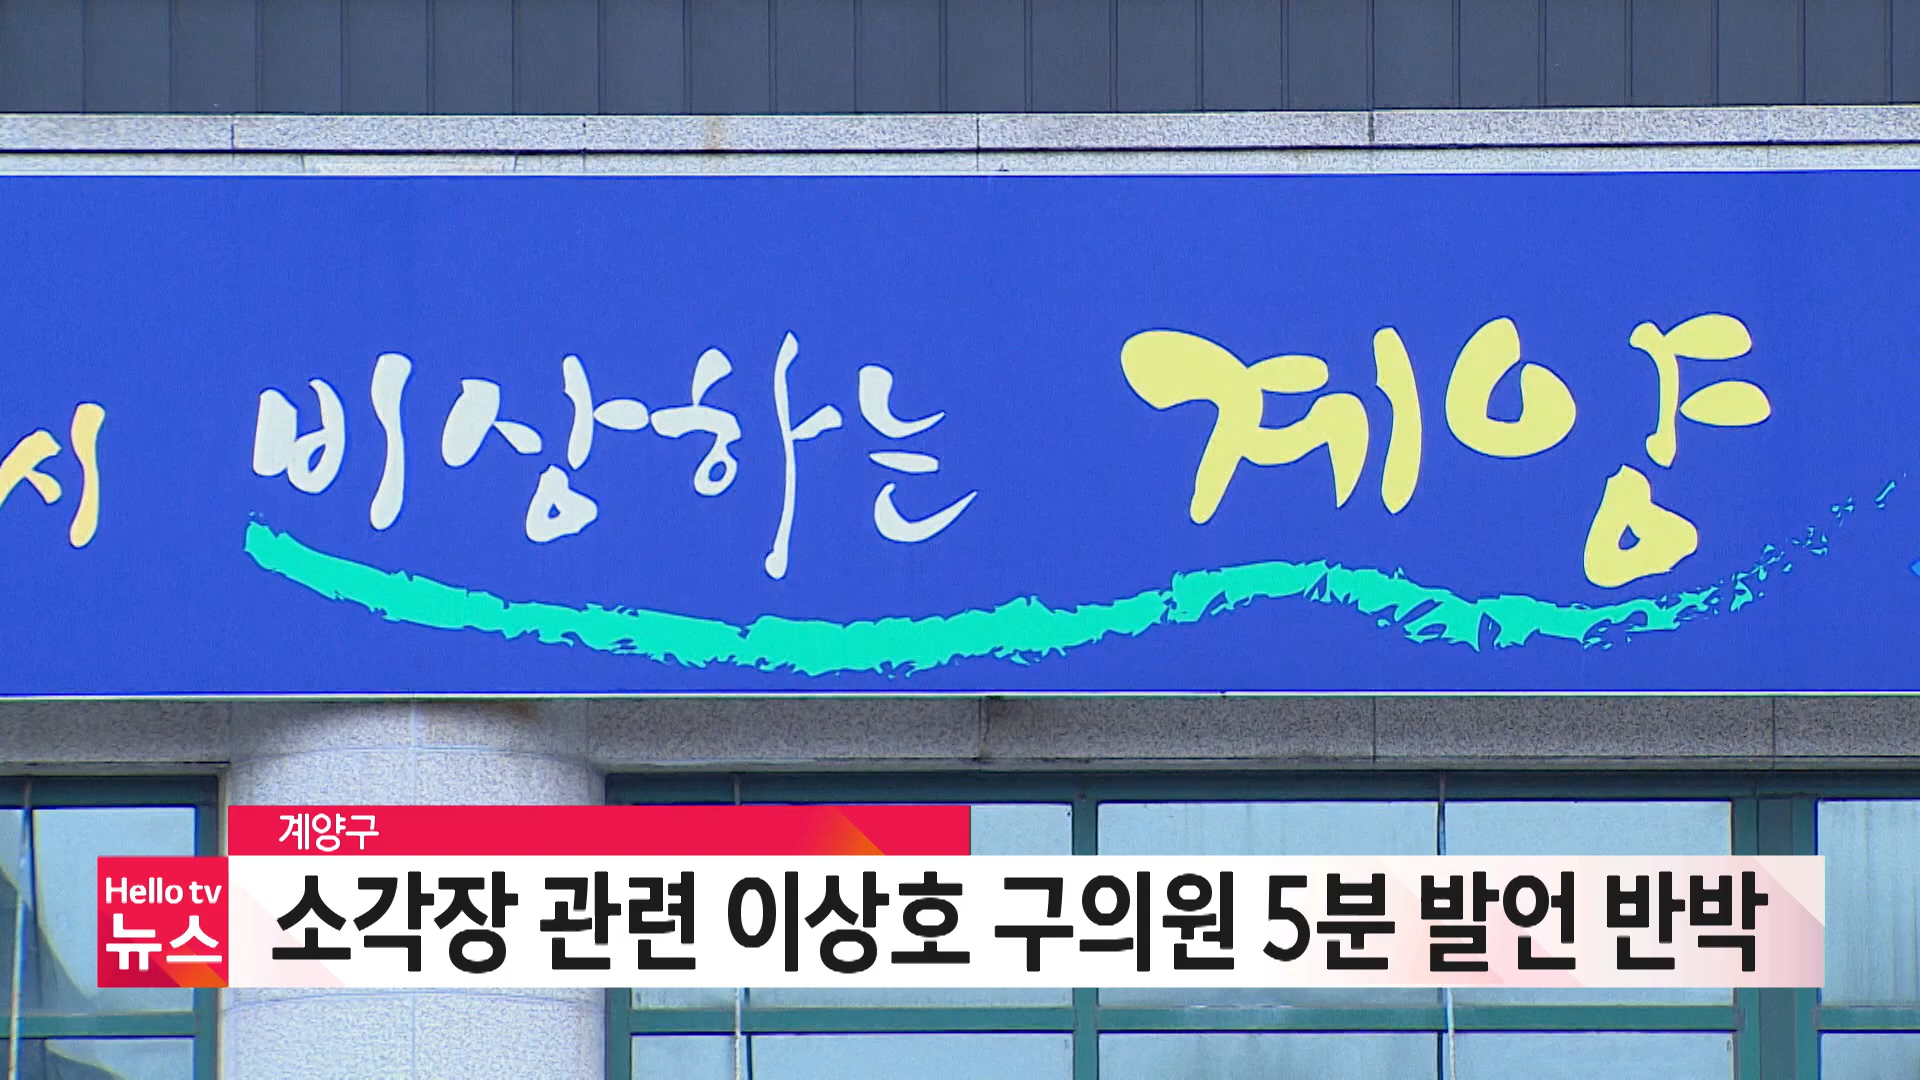 시 비상하는 계양
계양구
Hello tv
뉴스
소각장 관련 이상호 구의원 5분 발언 반박